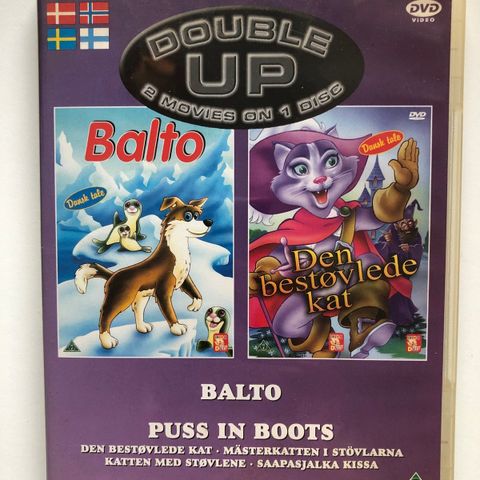 DVD
VIDEO
DOUBLE
UP
2 MOVIES ON 1 DISC
Balto
Dansk tale
DVD
Dansk tale
Den
bestøvlede
kat
BALTO
PUSS IN BOOTS
DEN BESTØVLEDE KAT · MÄSTERKATTEN I STÖVLARNA
KATTEN MED STØVLENE · SAAPASJALKA KISSA